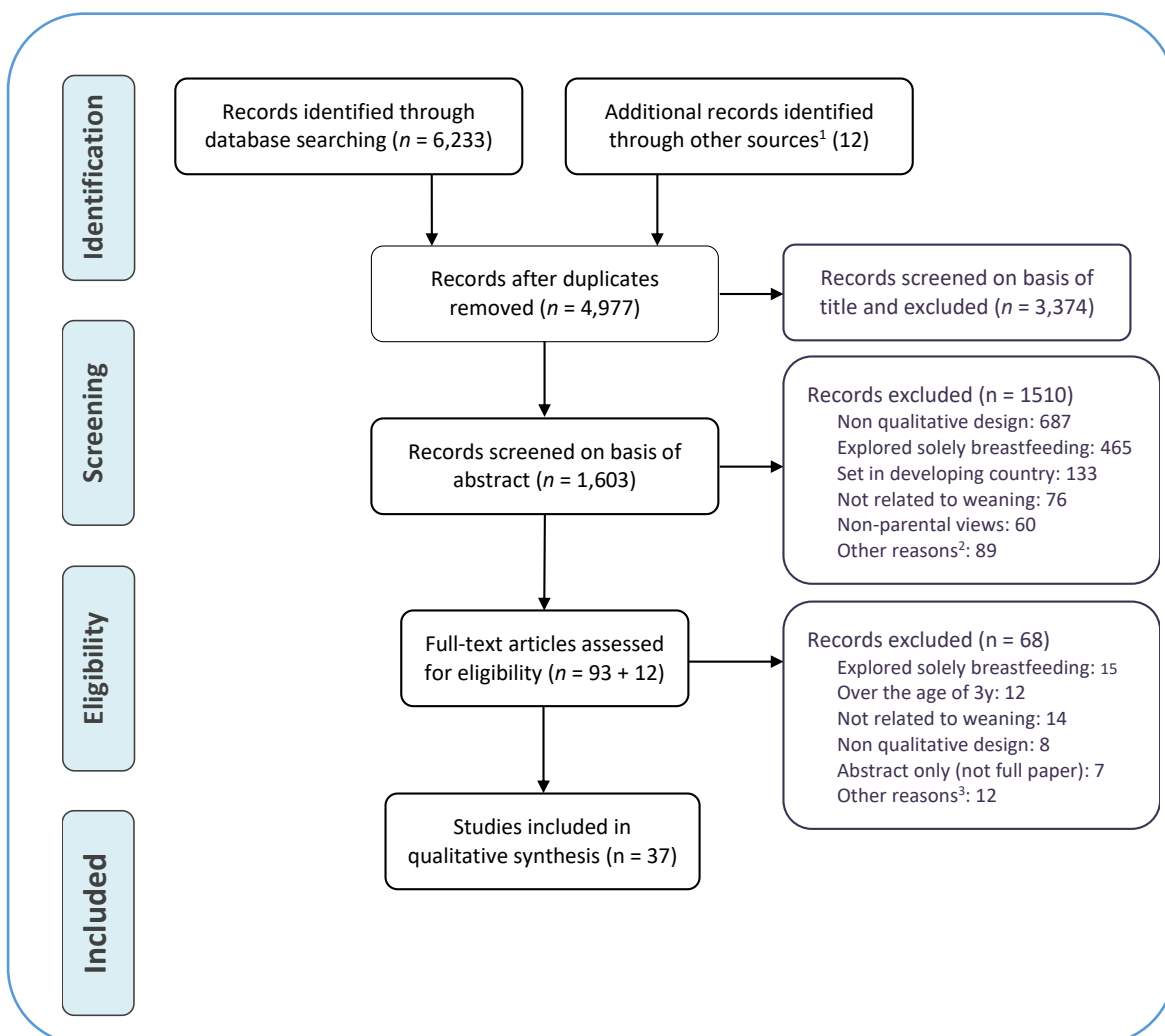 Identification
Records identified through
database searching (n = 6,233)
Additional records identified
through other sources¹ (12)
Records after duplicates
removed (n = 4,977)
Records screened on basis of
title and excluded (n = 3,374)
Screening
Records screened on basis of
abstract (n = 1,603)
Records excluded (n = 1510)
Non qualitative design: 687
Explored solely breastfeeding: 465
Set in developing country: 133
Not related to weaning: 76
Non-parental views: 60
Other reasons²: 89
Eligibility
Full-text articles assessed
for eligibility (n = 93 + 12)
Records excluded (n = 68)
Explored solely breastfeeding: 15
Over the age of 3y: 12
Not related to weaning: 14
Non qualitative design: 8
Abstract only (not full paper): 7
Other reasons³: 12
Included
Studies included in
qualitative synthesis (n = 37)